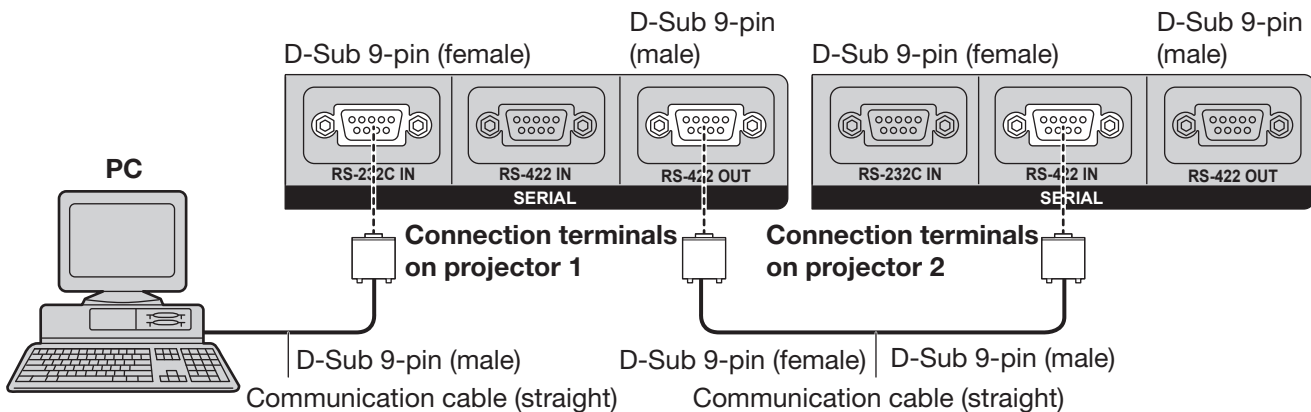 D-Sub 9-pin (female)
D-Sub 9-pin
(male)
D-Sub 9-pin (female)
D-Sub 9-pin
(male)
RS-232C IN
RS-422 IN
RS-422 OUT
SERIAL
RS-232C IN
RS-422 IN
RS-422 OUT
SERIAL
PC
Connection terminals
on projector 1
Connection terminals
on projector 2
D-Sub 9-pin (male)
Communication cable (straight)
D-Sub 9-pin (female)
D-Sub 9-pin (male)
Communication cable (straight)